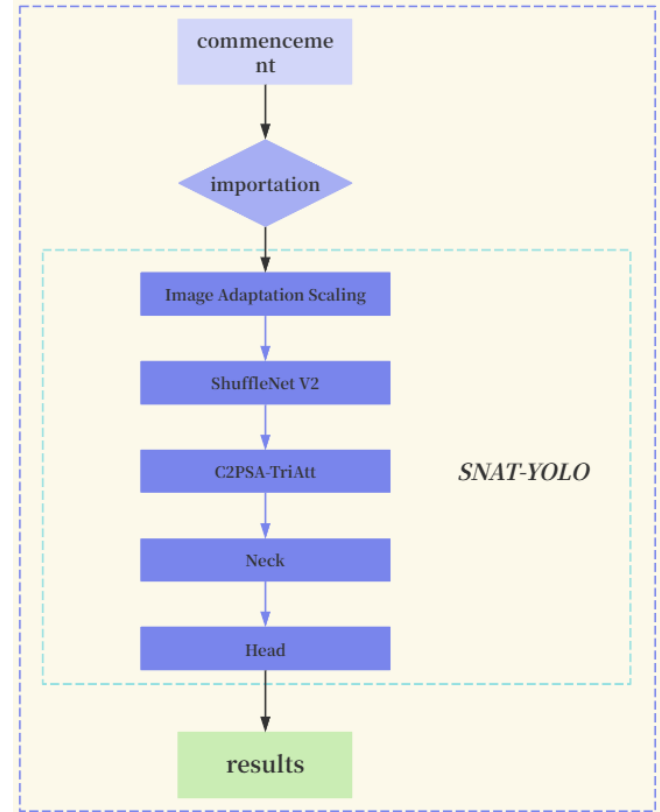 commenceme
nt
importation
Image Adaptation Scaling
ShuffleNet V2
C2PSA-TriAtt
SNAT-YOLO
Neck
Head
results